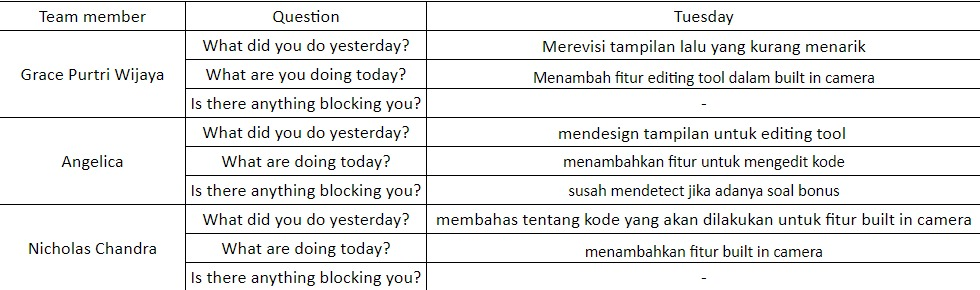 Team member Question Tuesday
What did you do yesterday? Merevisi tampilan lalu yang kurang menarik
Grace Purtri Wijaya What are you doing today? Menambah fitur editing tool dalam built in camera
Is there anything blocking you? -
What did you do yesterday? mendesign tampilan untuk editing tool
Angelica What are doing today? menambahkan fitur untuk mengedit kode
Is there anything blocking you? susah mendetect jika adanya soal bonus
What did you do yesterday? membahas tentang kode yang akan dilakukan untuk fitur built in camera
Nicholas Chandra What are doing today? menambahkan fitur built in camera
Is there anything blocking you? -